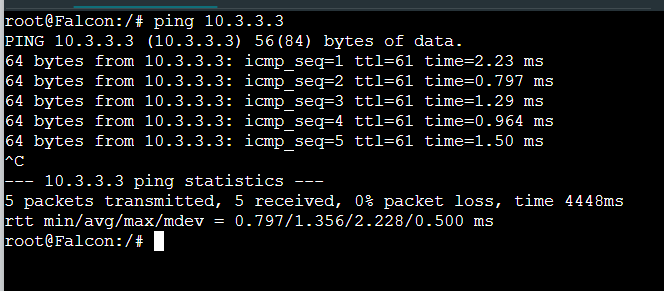 root@Falcon:/# ping 10.3.3.3
PING 10.3.3.3 (10.3.3.3) 56(84) bytes of data.
64 bytes from 10.3.3.3: icmp_seq=1 ttl=61 time=2.23 ms
64 bytes from 10.3.3.3: icmp_seq=2 ttl=61 time=0.797 ms
64 bytes from 10.3.3.3: icmp_seq=3 ttl=61 time=1.29 ms
64 bytes from 10.3.3.3: icmp_seq=4 ttl=61 time=0.964 ms
64 bytes from 10.3.3.3: icmp_seq=5 ttl=61 time=1.50 ms
^C
--- 10.3.3.3 ping statistics ---
5 packets transmitted, 5 received, 0% packet loss, time 4448ms
rtt min/avg/max/mdev = 0.797/1.356/2.228/0.500 ms
root@Falcon:/#